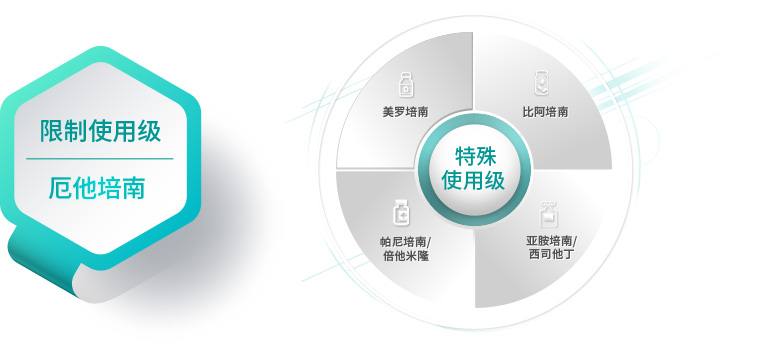 限制使用级
厄他培南
美罗培南
比阿培南
特殊
使用级
帕尼培南/
倍他米隆
亚胺培南/
西司他丁